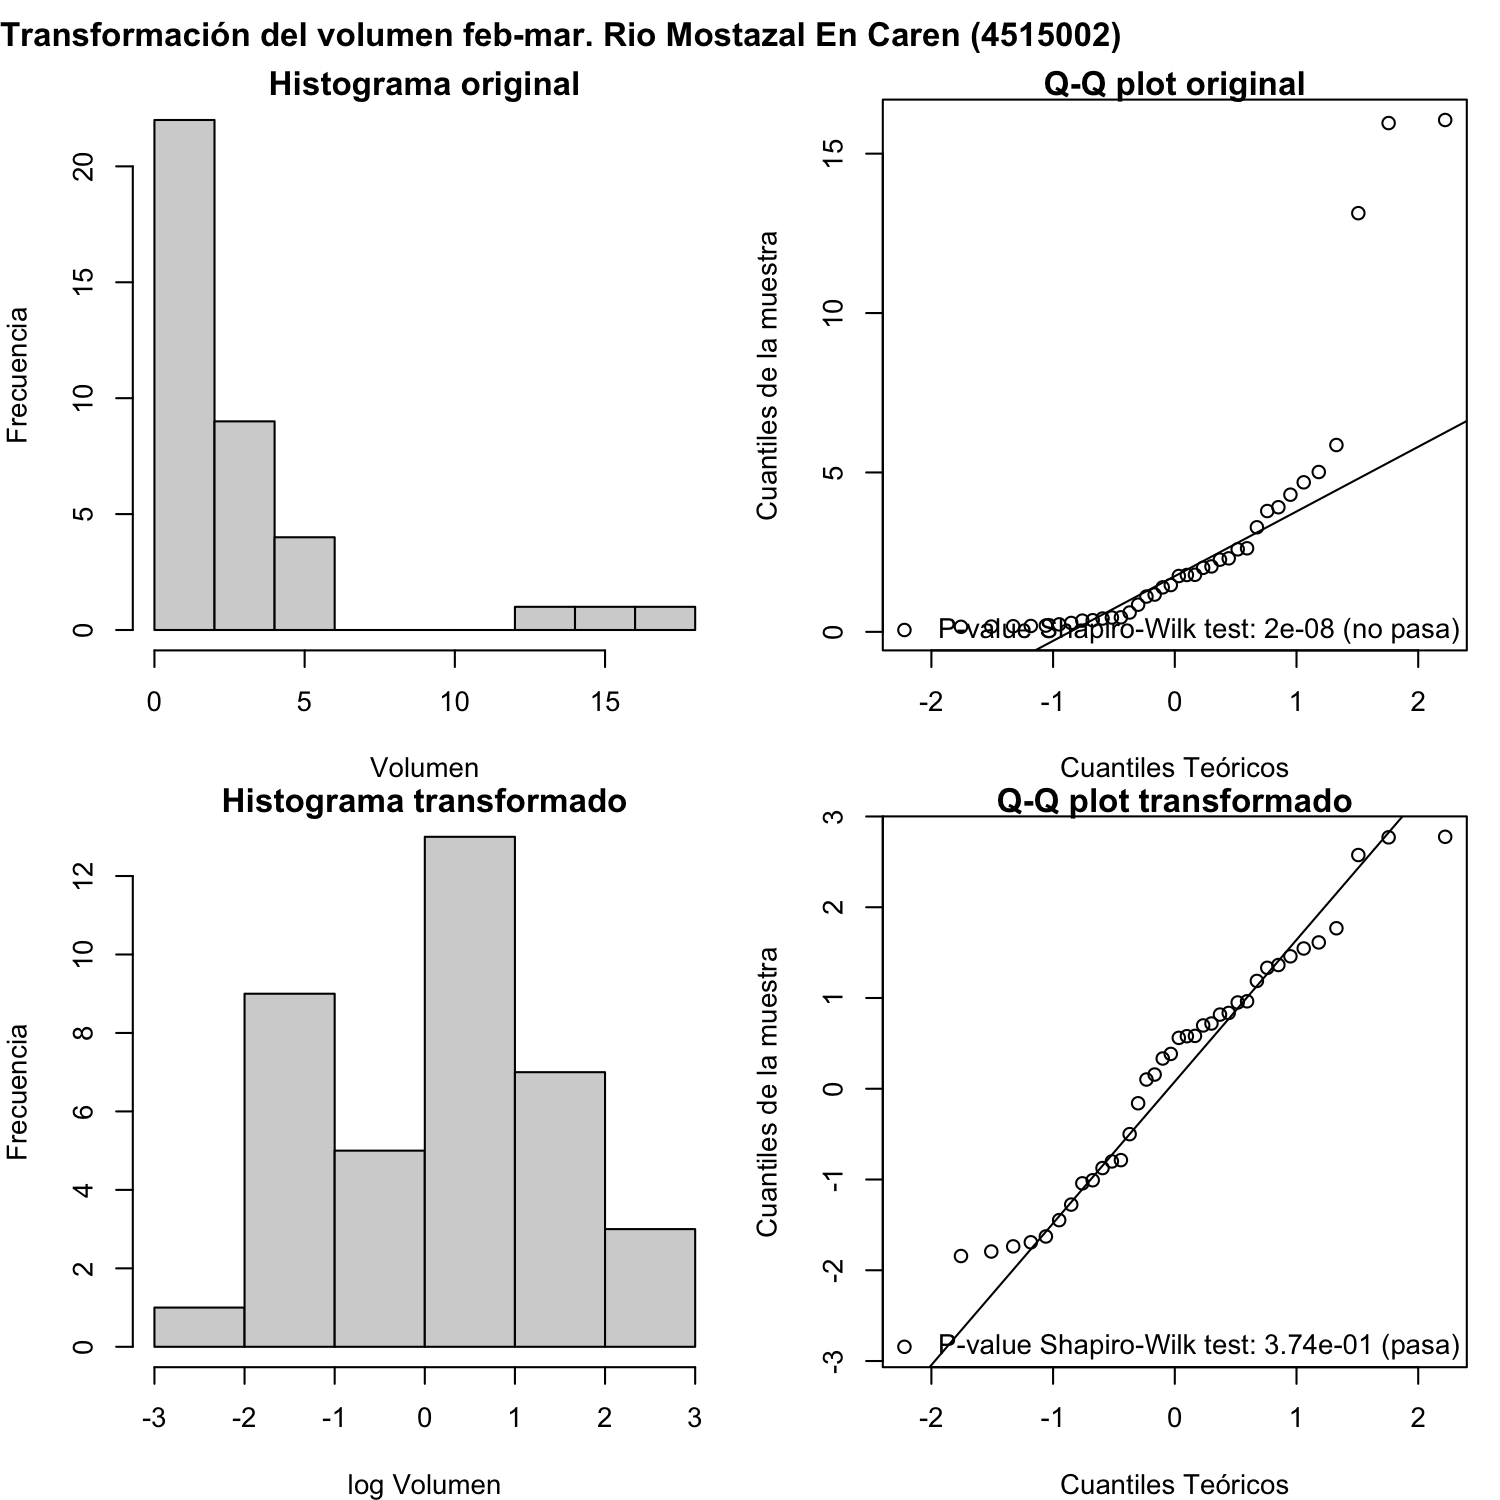 Transformación del volumen feb-mar. Rio Mostazal En Caren (4515002)
Histograma original
Frecuencia
20
15
10
5
0
0 5 10 15
Volumen
Q-Q plot original
Cuantiles de la muestra
15
10
5
0
P-value Shapiro-Wilk test: 2e-08 (no pasa)
-2 -1 0 1 2
Cuantiles Teóricos
Histograma transformado
Frecuencia
12
10
8
6
4
2
0
-3 -2 -1 0 1 2 3
log Volumen
Q-Q plot transformado
Cuantiles de la muestra
3
2
1
0
-1
-2
-3
P-value Shapiro-Wilk test: 3.74e-01 (pasa)
-2 -1 0 1 2
Cuantiles Teóricos